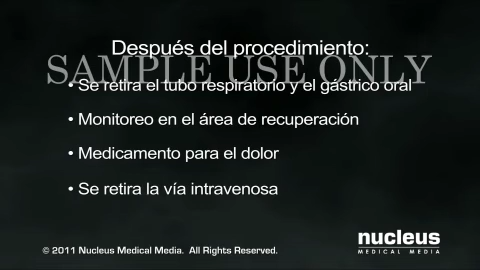 Después del procedimiento:
SAMPLE USE ONLY
• Se retira el tubo respiratorio y el gástrico oral
• Monitoreo en el área de recuperación
• Medicamento para el dolor
• Se retira la vía intravenosa
© 2011 Nucleus Medical Media. All Rights Reserved.
nucleus
MEDICAL MEDIA